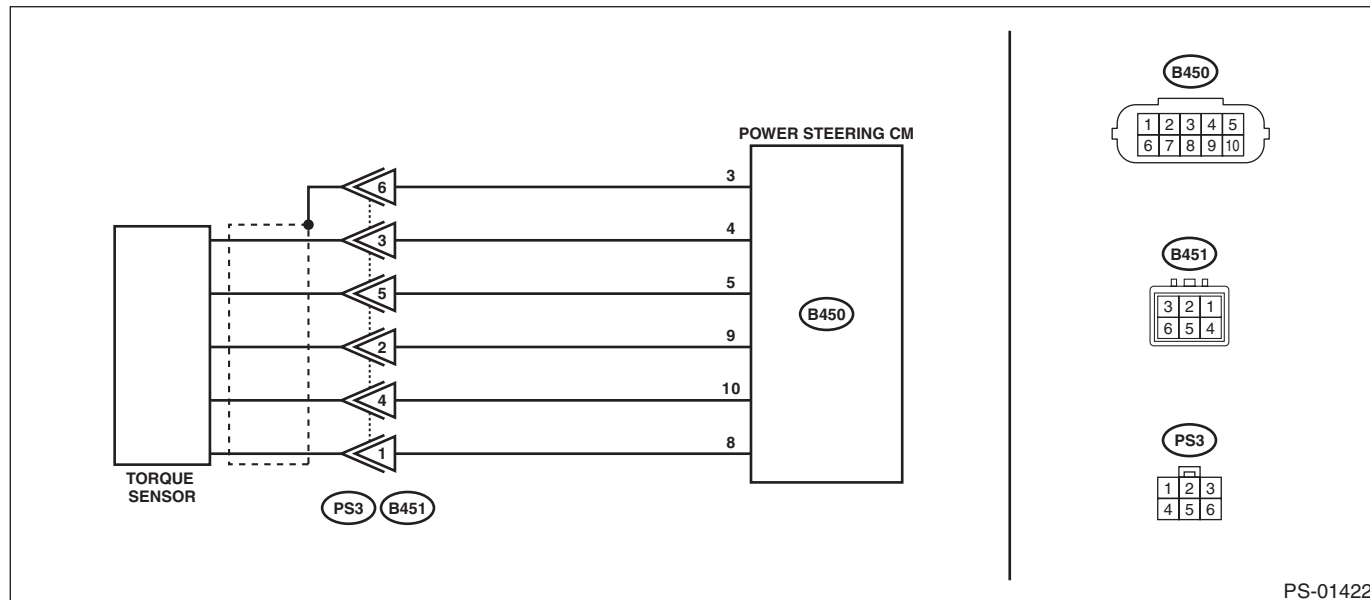 POWER STEERING CM
6
3
3
4
5
5
B450
2
9
4
10
1
8
TORQUE
SENSOR
PS3 B451
B450
1 2 3 4 5
6 7 8 9 10
B451
3 2 1
6 5 4
PS3
1 2 3
4 5 6
PS-01422